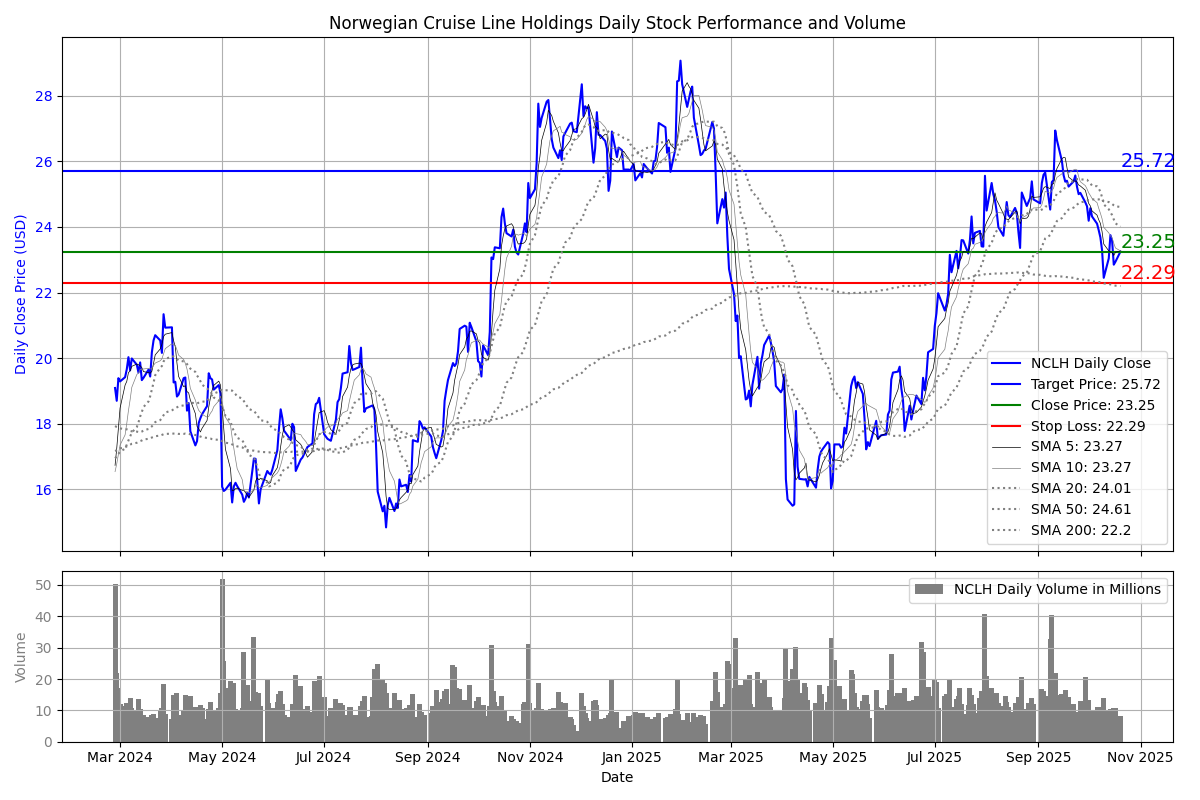 Norwegian Cruise Line Holdings Daily Stock Performance and Volume
Daily Close Price (USD)
28
26
24
22
20
18
16
25.72
23.25
22.29
NCLH Daily Close
Target Price: 25.72
Close Price: 23.25
Stop Loss: 22.29
SMA 5: 23.27
SMA 10: 23.27
SMA 20: 24.01
SMA 50: 24.61
SMA 200: 22.2
Volume
50
40
30
20
10
0
NCLH Daily Volume in Millions
Mar 2024 May 2024 Jul 2024 Sep 2024 Nov 2024 Jan 2025 Mar 2025 May 2025 Jul 2025 Sep 2025 Nov 2025
Date